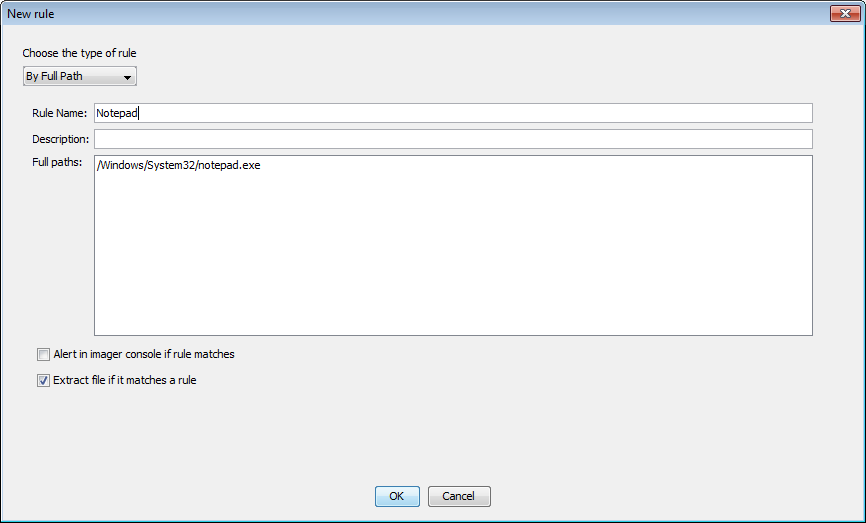 New rule
Choose the type of rule
By Full Path
Rule Name: Notepad
Description:
Full paths: /Windows/System32/notepad.exe
Alert in imager console if rule matches
Extract file if it matches a rule
OK Cancel